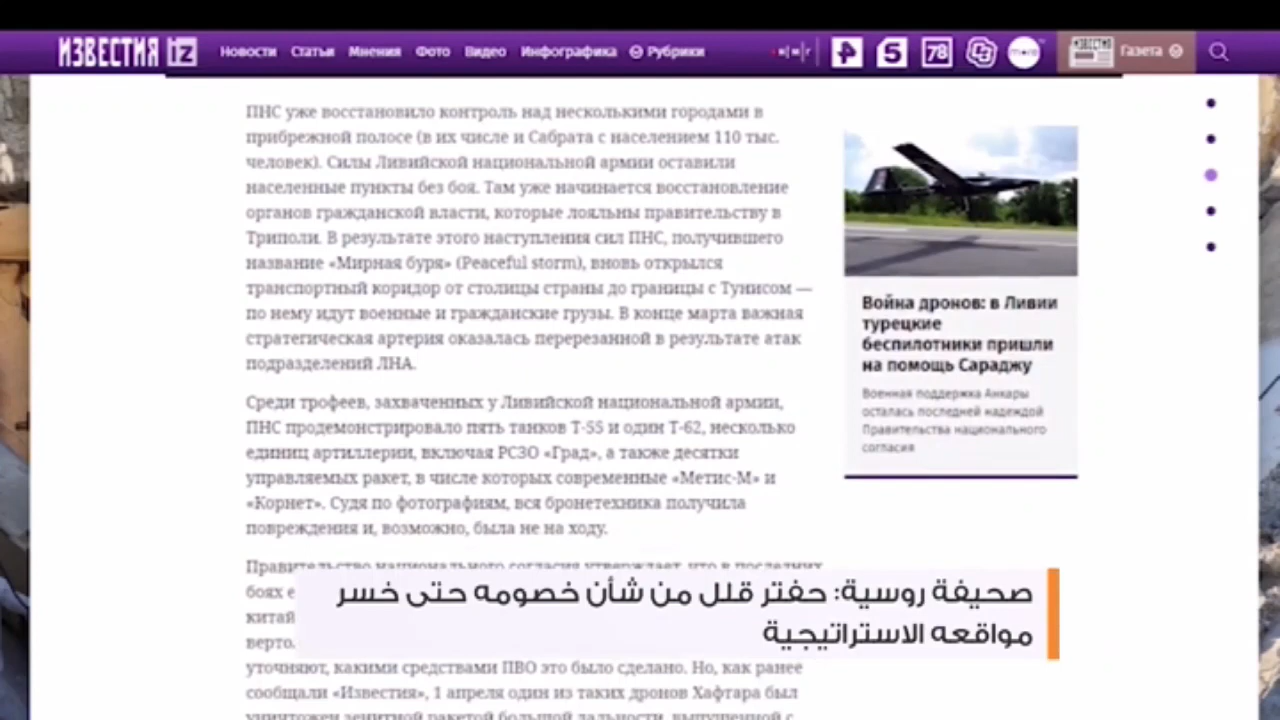 ИЗВЕСТИЯ IZ
Новости Статьи Мнения Фото Видео Инфографика Рубрики
5 78 Газета
ПНС уже восстановило контроль над несколькими городами в
прибрежной полосе (в их числе и Сабрата с населением 110 тыс.
человек). Силы Ливийской национальной армии оставили
населенные пункты без боя. Там уже начинается восстановление
органов гражданской власти, которые лояльны правительству в
Триполи. В результате этого наступления сил ПНС, получившего
название «Мирная буря» (Peaceful storm), вновь открылся
транспортный коридор от столицы страны до границы с Тунисом —
по нему идут военные и гражданские грузы. В конце марта важная
стратегическая артерия оказалась перерезанной в результате атак
подразделений ЛНА.
Среди трофеев, захваченных у Ливийской национальной армии,
ПНС продемонстрировало пять танков Т-55 и один Т-62, несколько
единиц артиллерии, включая РСЗО «Град», а также десятки
управляемых ракет, в числе которых современные «Метис-М» и
«Корнет». Судя по фотографиям, вся бронетехника получила
повреждения и, возможно, была не на ходу.
Правительство национального согласия утверждает, что в последних
боях
китай
верто.
уточняют, какими средствами ПВО это было сделано. Но, как ранее
сообщали «Известия», 1 апреля один из таких дронов Хафтара был
уничтожен зенитной ракетой большой дальности, выпущенной с
Война дронов: в Ливии
турецкие
беспилотники пришли
на помощь Сараджу
Военная поддержка Анкары
осталась последней надеждой
Правительства национального
согласия
صحيفة روسية: حفتر قلل من شأن خصومه حتى خسر
مواقعه الاستراتيجية